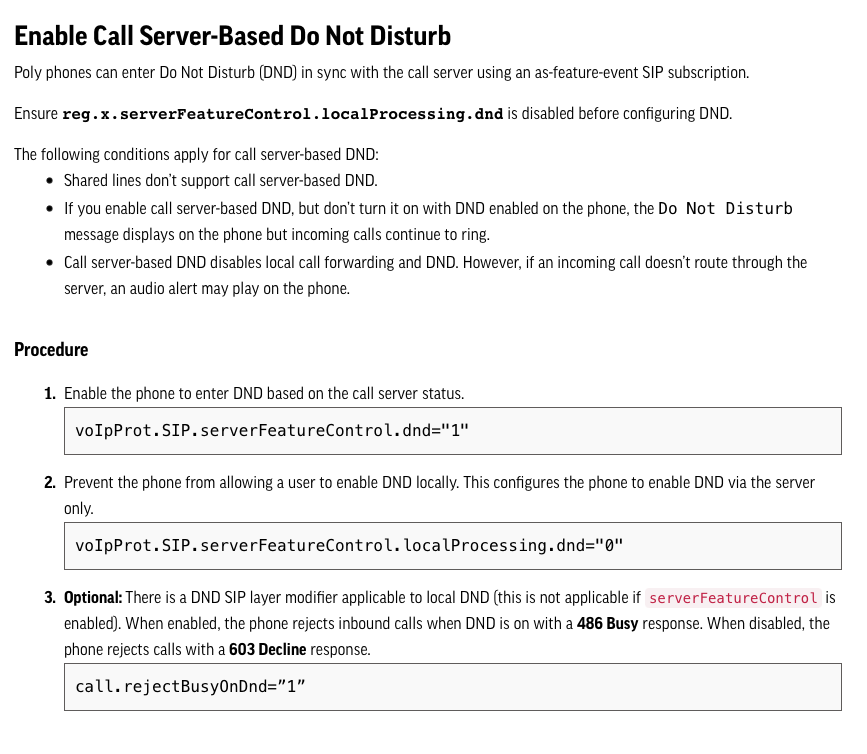 Enable Call Server-Based Do Not Disturb
Poly phones can enter Do Not Disturb (DND) in sync with the call server using an as-feature-event SIP subscription.
Ensure reg.x.serverFeatureControl.localProcessing.dnd is disabled before configuring DND.
The following conditions apply for call server-based DND:
• Shared lines don't support call server-based DND.
• If you enable call server-based DND, but don't turn it on with DND enabled on the phone, the Do Not Disturb
message displays on the phone but incoming calls continue to ring.
• Call server-based DND disables local call forwarding and DND. However, if an incoming call doesn't route through the
server, an audio alert may play on the phone.
Procedure
1. Enable the phone to enter DND based on the call server status.
voIpProt.SIP.serverFeatureControl.dnd="1"
2. Prevent the phone from allowing a user to enable DND locally. This configures the phone to enable DND via the server
only.
voIpProt.SIP.serverFeatureControl.localProcessing.dnd="0"
3. Optional: There is a DND SIP layer modifier applicable to local DND (this is not applicable if serverFeatureControl is
enabled). When enabled, the phone rejects inbound calls when DND is on with a 486 Busy response. When disabled, the
phone rejects calls with a 603 Decline response.
call.rejectBusyOnDnd=”1”